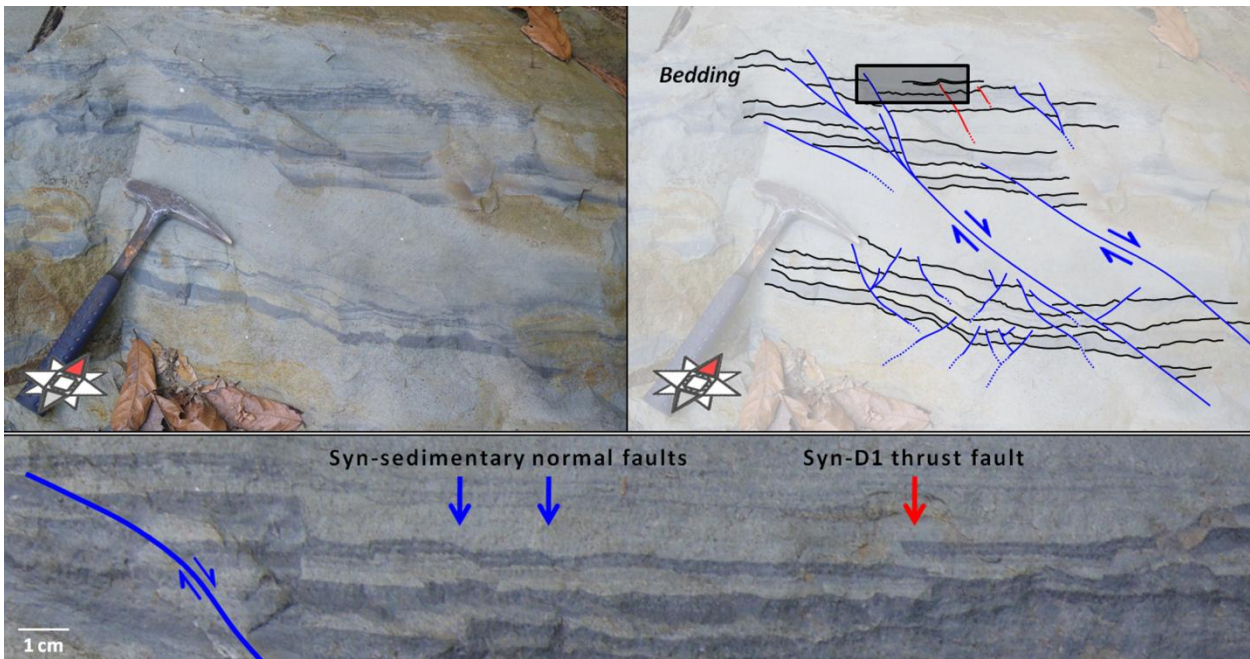 Bedding
Syn-sedimentary normal faults
Syn-D1 thrust fault
1 cm